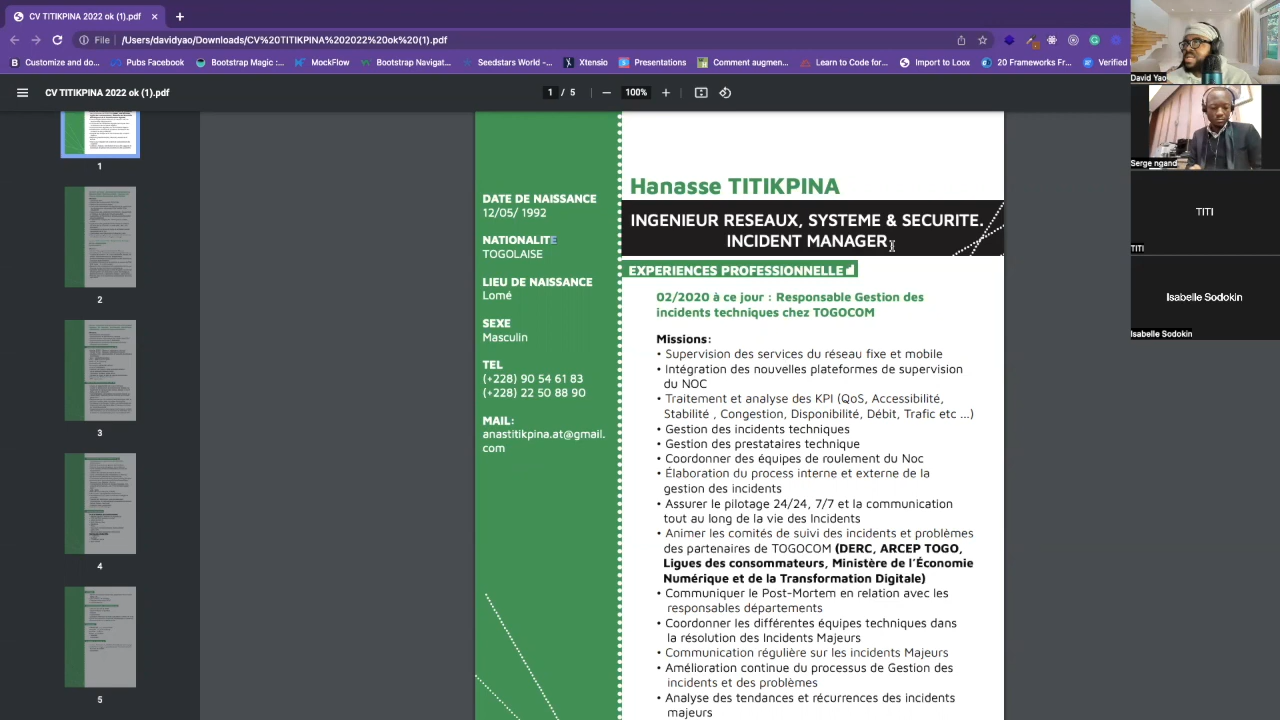 CV TITIKPINA 2022 ok (1).pdf
File
/Users/davidyao/Downloads/CV%20TITIKPINA%202022%20ok%20(1).pdf
Customize and do...
Pubs Facebook
Bootstrap Magic :...
MockFlow
Bootstrap Navigat...
Seedstars World -...
Xtensio
Presentations
Comment augmen...
Learn to Code for...
Import to Loox
20 Frameworks Fr...
Verified
CV TITIKPINA 2022 ok (1).pdf
1 / 5
100%
1
2
3
4
5
DATE DE NAISSANCE
12/05/ 1992
NATIONALITE
TOGOLAISE
LIEU DE NAISSANCE
Lomé
SEXE
Masculin
TEL
(+228) 90 54 61 83
(+228) 22 50 88 90
MAIL:
anastitikpina.at@gmail.
com
Hanasse TITIKPINA
INGENIEUR RESEAUX, SYSTEME & SECURITE,
INCIDENT MANAGER
EXPERIENCES PROFESSIONNELLE
02/2020 à ce jour : Responsable Gestion des
incidents techniques chez TOGOCOM
Missions:
• Supervision des services du réseau fixe et mobile
• Intégration des nouvelles plateformes de supervision
du NOC
• Traitement et analyse des KPI (QoS, Accessibilité,
Stabilité , Congestion, Disponibilité, Débit, Trafic etc ...)
• Gestion des incidents techniques
• Gestion des prestataires technique
• Coordonner des équipes de roulement du Noc
• Élaboration du process interne et externe de la
gestion des incidents
• Assurer le pilotage 24/24, 7/7 et la communication
tout au long de la vie des Incidents
• Animer les comités de suivi des incidents et problèmes
des partenaires de TOGOCOM (DERC, ARCEP TOGO,
Ligues des consommateurs, Ministère de l'Économie
Numérique et de la Transformation Digitale)
• Communiquer le Post-Mortem en relation avec les
responsables départements
• Coordonner les différentes équipes techniques dans
la résolution des Incidents Majeurs
• Communication régulière sur les incidents Majeurs
• Amélioration continue du processus de Gestion des
incidents et des problèmes
• Analyse des tendances et récurrences des incidents
majeurs
David Yao
Serge ngand
TITI
TITI
Isabelle Sodokin
Isabelle Sodokin